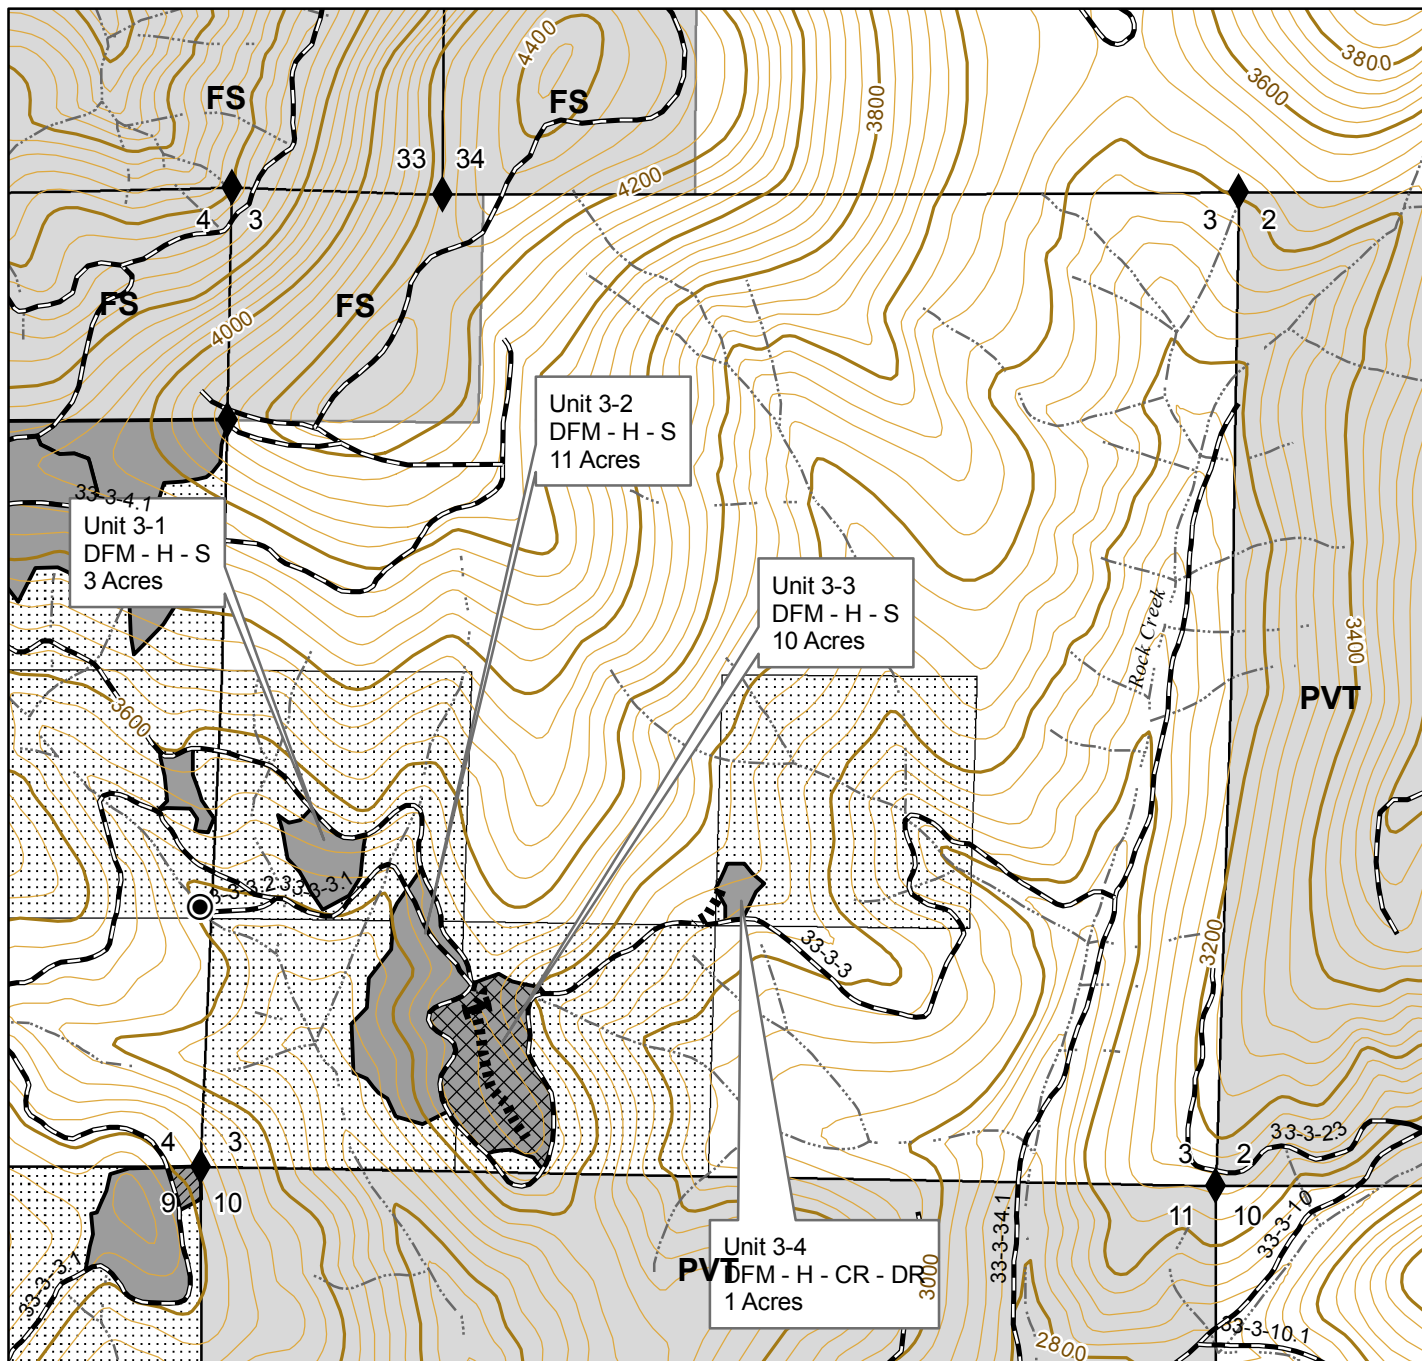 4400
3800
FS
FS
3800
3600
33
34
4200
4
3
3
2
FS
FS
4000
Unit 3-2
DFM - H - S
11 Acres
33-3-4.1
Unit 3-1
DFM - H - S
3 Acres
Unit 3-3
DFM - H - S
10 Acres
Rock Creek
3400
PVT
3600
33-3-3.1
33-3-3
3200
4
3
3
2
33-3-23
9
10
11
10
33-3-34.1
33-3-10
Unit 3-4
DFM - H - CR - DR
1 Acres
PVT
3000
33-3-3.1
33-3-10.1
2800